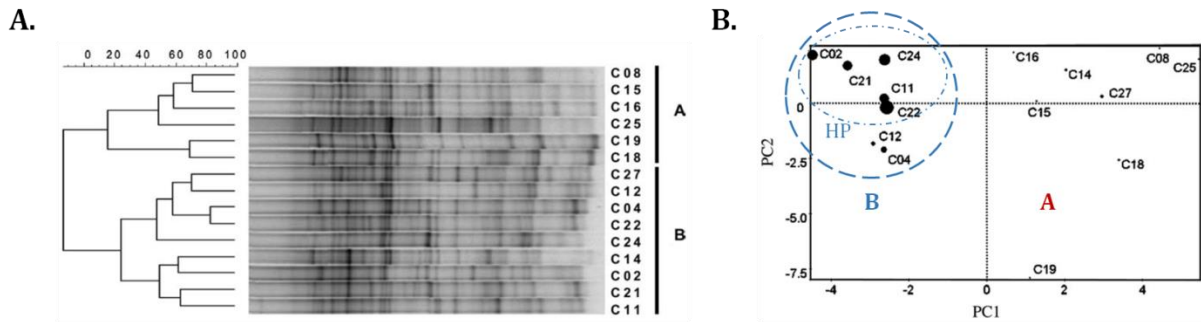 A.
0 20 40 60 80 100
C 08
C 15
C 16
C 25
C 19
C 18
C 27
C 12
C 04
C 22
C 24
C 14
C 02
C 21
C 11
A
B
B.
C02
C24
C21
C11
C22
HP
C12
C04
B
C16
C08
C14
C25
C27
C15
C18
A
C19
0
-2.5
-5.0
-7.5
PC2
-4 -2 0 2 4
PC1